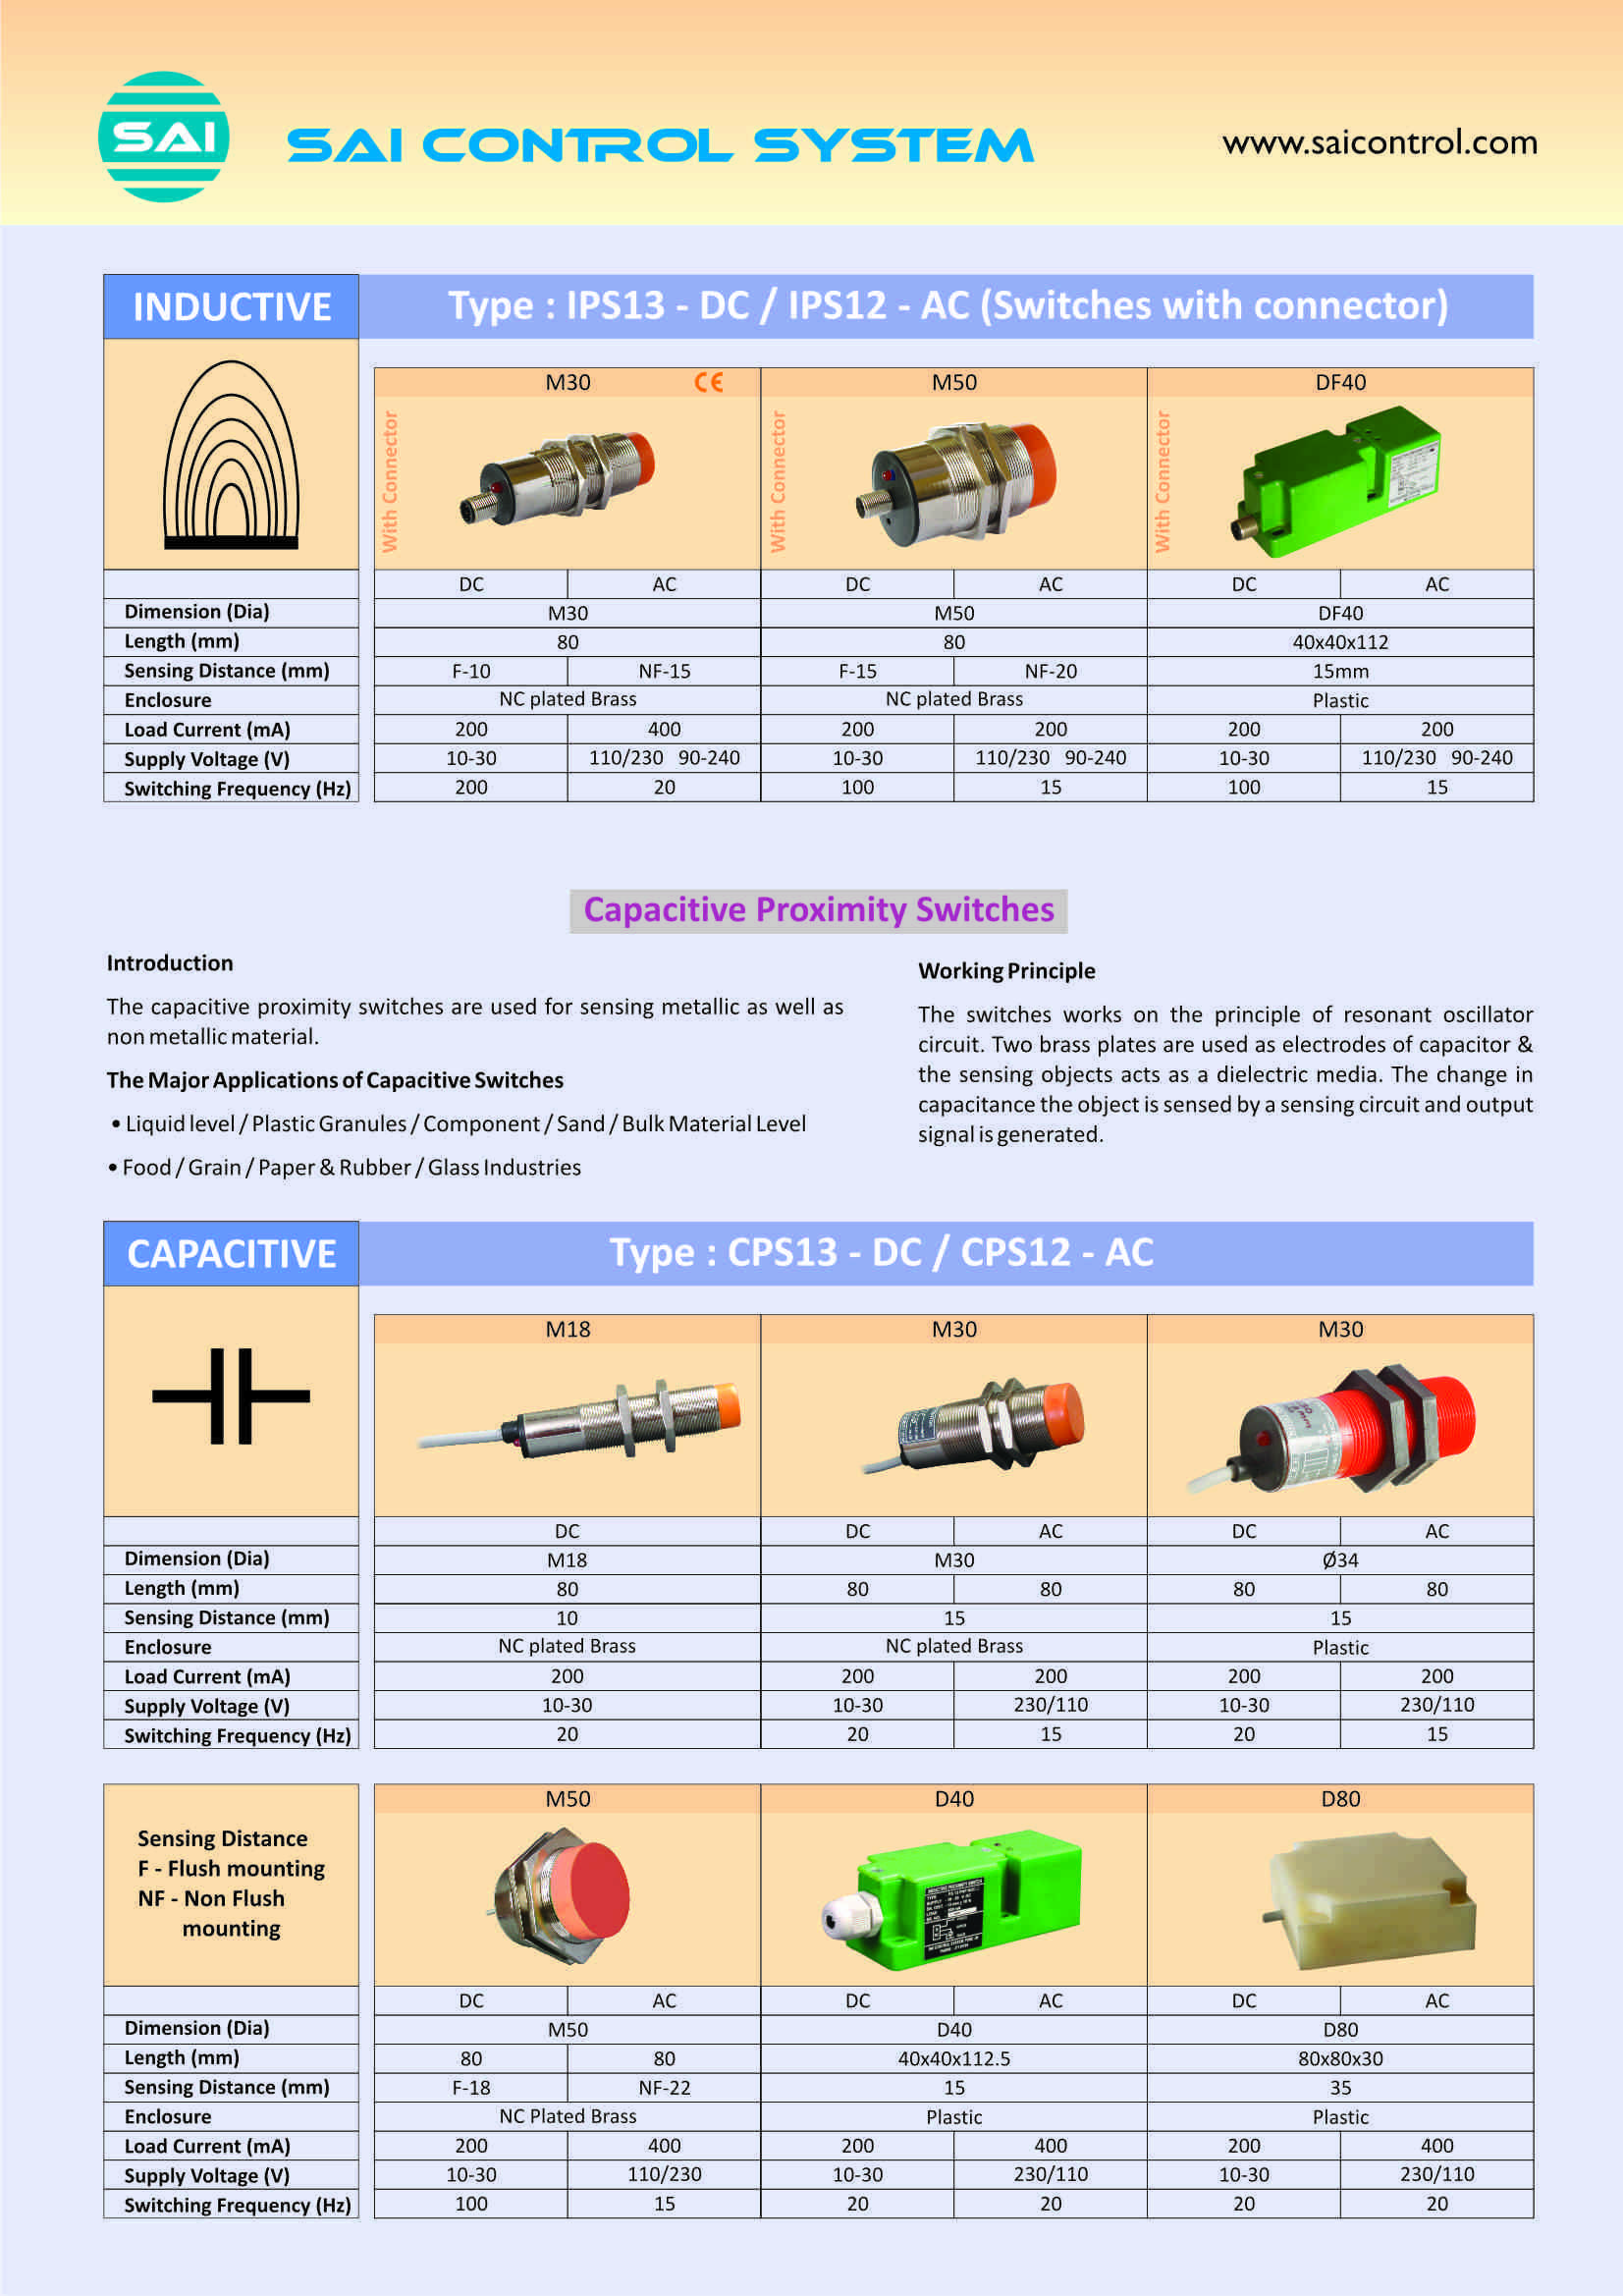 SAI
SAI CONTROL SYSTEM
www.saicontrol.com
INDUCTIVE
Type : IPS13 - DC / IPS12 - AC (Switches with connector)
M30 CE M50 DF40
With Connector With Connector With Connector
DC AC DC AC DC AC
Dimension (Dia) M30 M50 DF40
Length (mm) 80 80 40x40x112
Sensing Distance (mm) F-10 NF-15 F-15 NF-20 15mm
Enclosure NC plated Brass NC plated Brass Plastic
Load Current (mA) 200 400 200 200 200 200
Supply Voltage (V) 10-30 110/230 90-240 10-30 110/230 90-240 10-30 110/230 90-240
Switching Frequency (Hz) 200 20 100 15 100 15
Capacitive Proximity Switches
Introduction
The capacitive proximity switches are used for sensing metallic as well as
non metallic material.
The Major Applications of Capacitive Switches
• Liquid level / Plastic Granules / Component / Sand / Bulk Material Level
• Food / Grain / Paper & Rubber / Glass Industries
Working Principle
The switches works on the principle of resonant oscillator
circuit. Two brass plates are used as electrodes of capacitor &
the sensing objects acts as a dielectric media. The change in
capacitance the object is sensed by a sensing circuit and output
signal is generated.
CAPACITIVE
Type : CPS13 - DC / CPS12 - AC
M18 M30 M30
DC DC AC DC AC
Dimension (Dia) M18 M30 Ø34
Length (mm) 80 80 80 80 80
Sensing Distance (mm) 10 15 15
Enclosure NC plated Brass NC plated Brass Plastic
Load Current (mA) 200 200 200 200 200
Supply Voltage (V) 10-30 10-30 230/110 10-30 230/110
Switching Frequency (Hz) 20 20 15 20 15
Sensing Distance
F - Flush mounting
NF - Non Flush
mounting
M50 D40 D80
DC AC DC AC DC AC
Dimension (Dia) M50 D40 D80
Length (mm) 80 80 40x40x112.5 80x80x30
Sensing Distance (mm) F-18 NF-22 15 35
Enclosure NC Plated Brass Plastic Plastic
Load Current (mA) 200 400 200 400 200 400
Supply Voltage (V) 10-30 110/230 10-30 230/110 10-30 230/110
Switching Frequency (Hz) 100 15 20 20 20 20